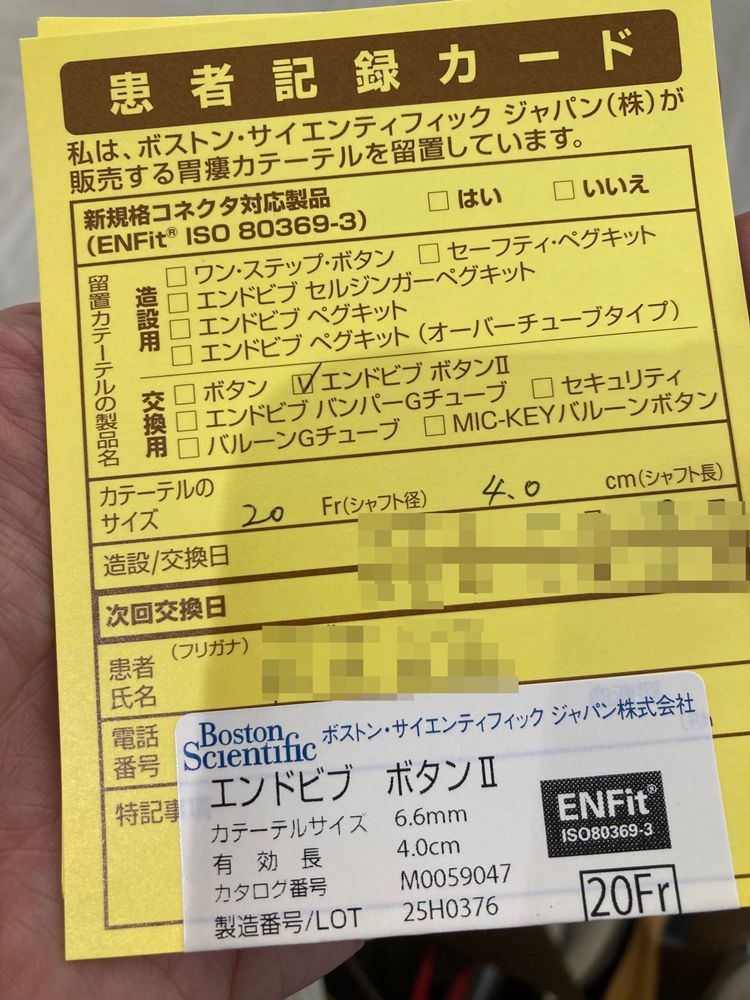 患者記録カード
私は、ボストン・サイエンティフィック ジャパン(株)が
販売する胃瘻カテーテルを留置しています。
新規格コネクタ対応製品
(ENFit® ISO 80369-3)
□ はい □ いいえ
留置カテーテルの製品名
造設用
□ ワン・ステップ・ボタン □ セーフティ・ペグキット
□ エンドビブ セルジンガーペグキット
□ エンドビブ ペグキット
□ エンドビブ ペグキット (オーバーチューブタイプ)
交換用
□ ボタン ☑ エンドビブ ボタンⅡ
□ エンドビブ バンパーGチューブ □ セキュリティ
□ バルーンGチューブ □ MIC-KEYバルーンボタン
カテーテルの
サイズ
20 Fr(シャフト径) 4.0 cm(シャフト長)
造設/交換日
次回交換日
(フリガナ)
患者
氏名
電話
番号
特記事
Boston
Scientific
ボストン・サイエンティフィック ジャパン株式会社
エンドビブ ボタンⅡ
カテーテルサイズ 6.6mm
有効長 4.0cm
カタログ番号 M0059047
製造番号/LOT 25H0376
ENFit®
ISO80369-3
20Fr